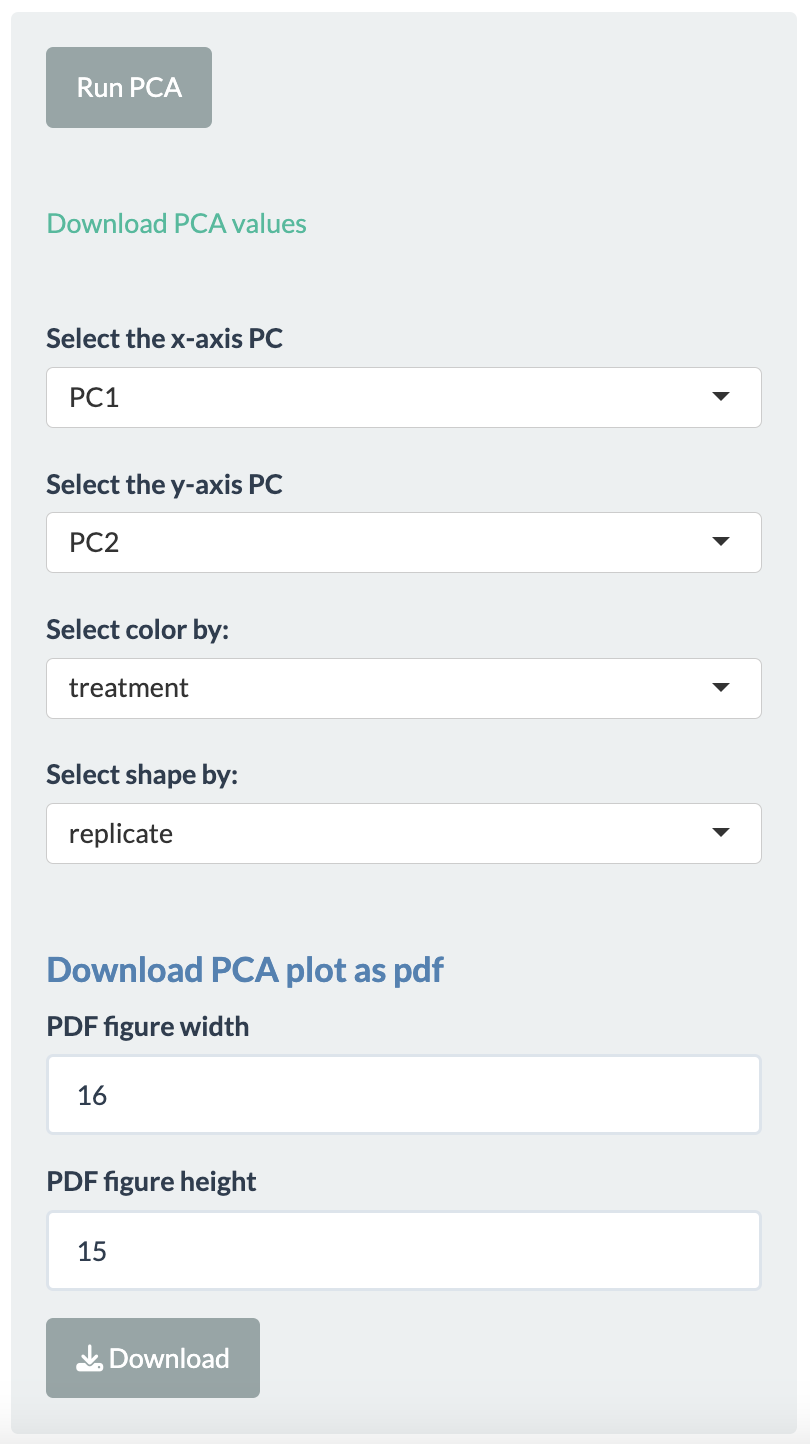 Run PCA
Download PCA values
Select the x-axis PC
PC1
Select the y-axis PC
PC2
Select color by:
treatment
Select shape by:
replicate
Download PCA plot as pdf
PDF figure width
16
PDF figure height
15
Download